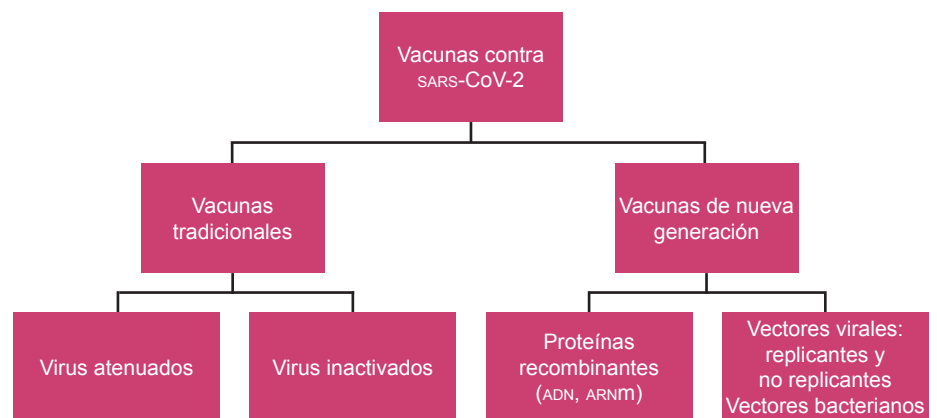 Vacunas contra
SARS-CoV-2
Vacunas
tradicionales
Vacunas de nueva
generación
Virus atenuados
Virus inactivados
Proteínas
recombinantes
(ADN, ARNm)
Vectores virales:
replicantes y
no replicantes
Vectores bacterianos